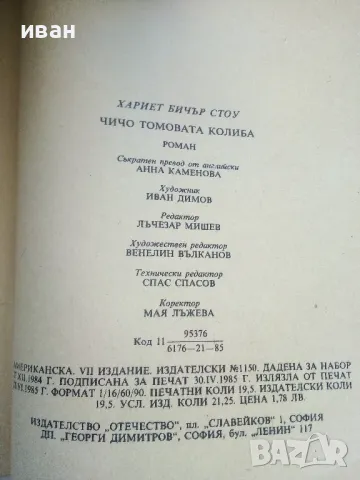 иван
ХАРИЕТ БИЧЪР СТОУ
ЧИЧО ТОМОВАТА КОЛИБА
РОМАН
Съкратен превод от английски
АННА КАМЕНОВА
Художник
ИВАН ДИМОВ
Редактор
ЛЪЧЕЗАР МИШЕВ
Художествен редактор
ВЕНЕЛИН ВЪЛКАНОВ
Технически редактор
СПАС СПАСОВ
Коректор
МАЯ ЛЪЖЕВА
95376
Код 11
6176—21—85
АМЕРИКАНСКА. VII ИЗДАНИЕ. ИЗДАТЕЛСКИ №1150. ДАДЕНА ЗА НАБОР
XII.1984 Г. ПОДПИСАНА ЗА ПЕЧАТ 30.IV.1985 Г. ИЗЛЯЗЛА ОТ ПЕЧАТ
VI.1985 Г. ФОРМАТ 1/16/60/90. ПЕЧАТНИ КОЛИ 19,5. ИЗДАТЕЛСКИ КОЛИ
19,5. УСЛ. ИЗД. КОЛИ 21,25. ЦЕНА 1,78 ЛВ.
ИЗДАТЕЛСТВО „ОТЕЧЕСТВО", пл. „СЛАВЕЙКОВ" 1, СОФИЯ
ДП. „ГЕОРГИ ДИМИТРОВ", СОФИЯ, бул. „ЛЕНИН" 117
bazar.bg